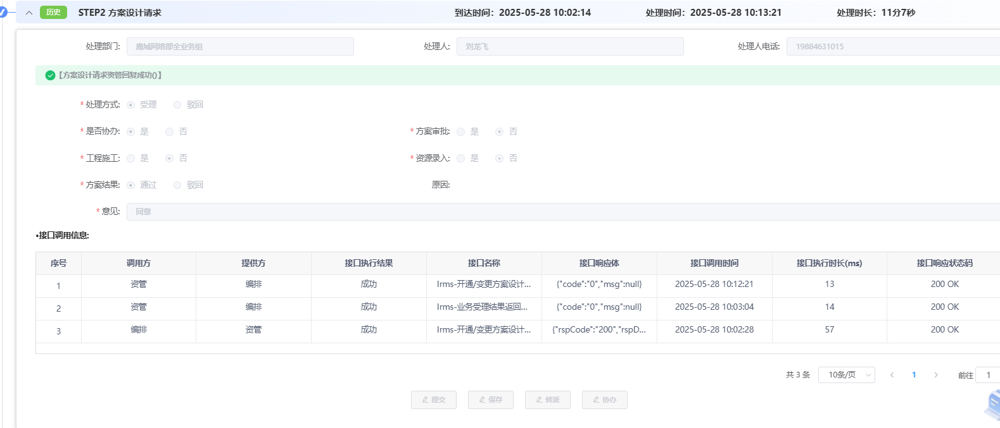 历史 STEP2 方案设计请求 到达时间：2025-05-28 10:02:14 处理时间：2025-05-28 10:13:21 处理时长：11分7秒
处理部门: 鹿城网络部全业务组 处理人: 刘龙飞 处理人电话: 19884631015
【方案设计请求资管回复成功()】
* 处理方式: 受理 驳回
* 是否协办: 是 否 * 方案审批: 是 否
* 工程施工: 是 否 * 资源录入: 是 否
* 方案结果: 通过 驳回 原因:
* 意见: 同意
•接口调用信息:
序号 调用方 提供方 接口执行结果 接口名称 接口响应体 接口调用时间 接口执行时长(ms) 接口响应状态码
1 资管 编排 成功 Irms-开通/变更方案设计... {"code":"0","msg":null} 2025-05-28 10:12:21 13 200 OK
2 资管 编排 成功 Irms-业务受理结果返回... {"code":"0","msg":null} 2025-05-28 10:03:04 14 200 OK
3 编排 资管 成功 Irms-开通/变更方案设计... {"rspCode":"200","rspD... 2025-05-28 10:02:28 57 200 OK
共 3 条 10条/页 1 前往 1
提交 保存 转派 协办